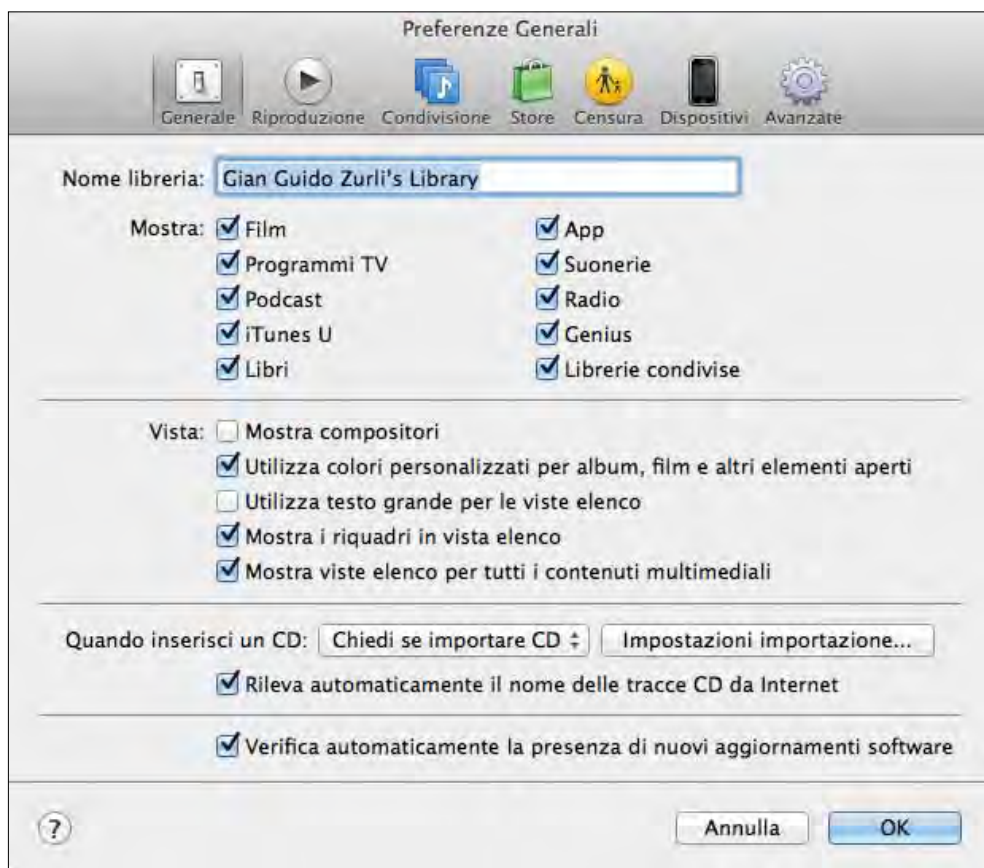 Preferenze Generali
Generale Riproduzione Condivisione Store Censura Dispositivi Avanzate
Nome libreria: Gian Guido Zurli's Library
Mostra: Film App
Programmi TV Suonerie
Podcast Radio
iTunes U Genius
Libri Librerie condivise
Vista: Mostra compositori
Utilizza colori personalizzati per album, film e altri elementi aperti
Utilizza testo grande per le viste elenco
Mostra i riquadri in vista elenco
Mostra viste elenco per tutti i contenuti multimediali
Quando inserisci un CD: Chiedi se importare CD Impostazioni importazione...
Rileva automaticamente il nome delle tracce CD da Internet
Verifica automaticamente la presenza di nuovi aggiornamenti software
? Annulla OK